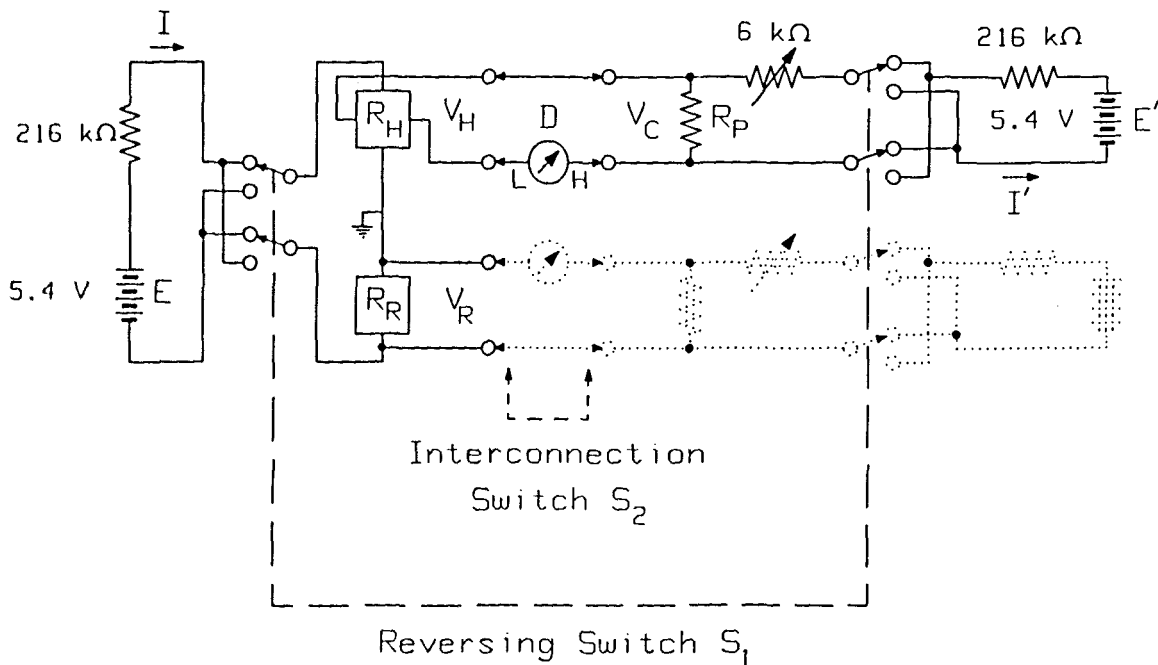 I
6 kΩ
216 kΩ
216 kΩ
R_H
V_H
D
V_C
R_P
5.4 V
E'
L
H
I'
5.4 V
E
R_R
V_R
Interconnection
Switch S_2
Reversing Switch S_1